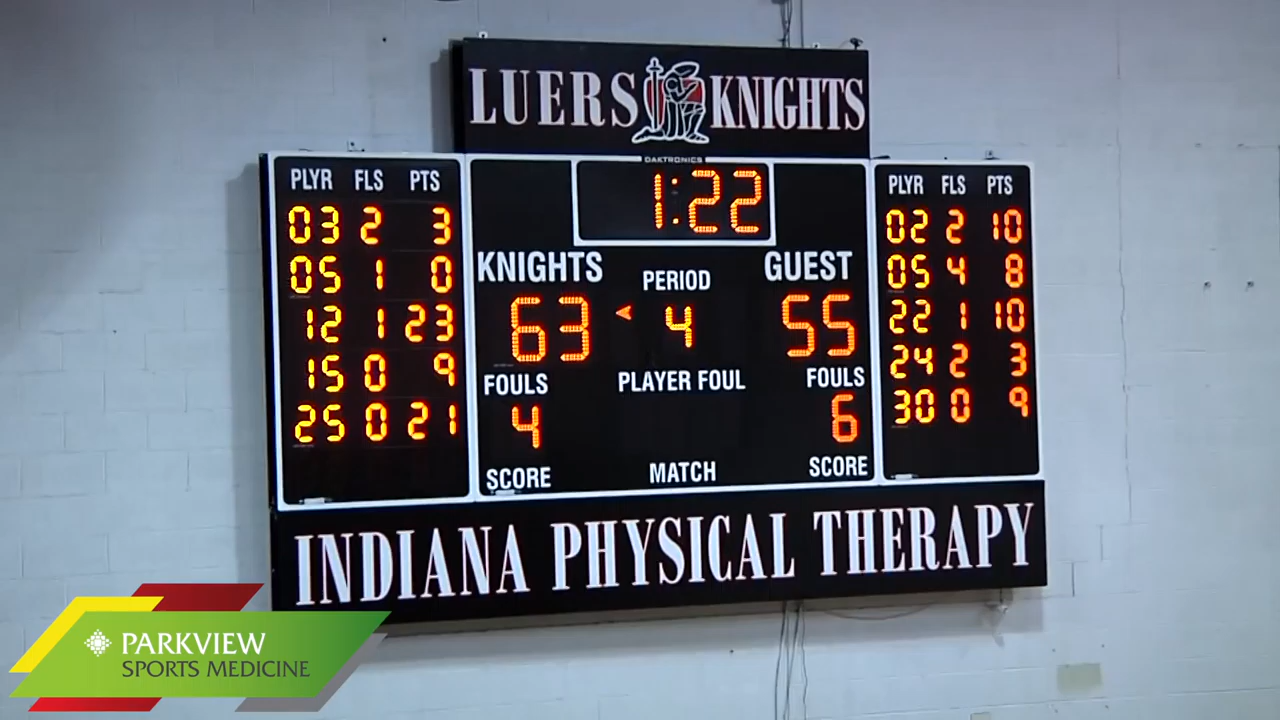 LUERS KNIGHTS
DAKTRONICS
1:22
PLYR FLS PTS
03 2 3
05 1 0
12 1 23
15 0 9
25 0 21
KNIGHTS PERIOD GUEST
63 < 4 55
FOULS PLAYER FOUL FOULS
4 6
SCORE MATCH SCORE
PLYR FLS PTS
02 2 10
05 4 8
22 1 10
24 2 3
30 0 9
INDIANA PHYSICAL THERAPY
PARKVIEW
SPORTS MEDICINE